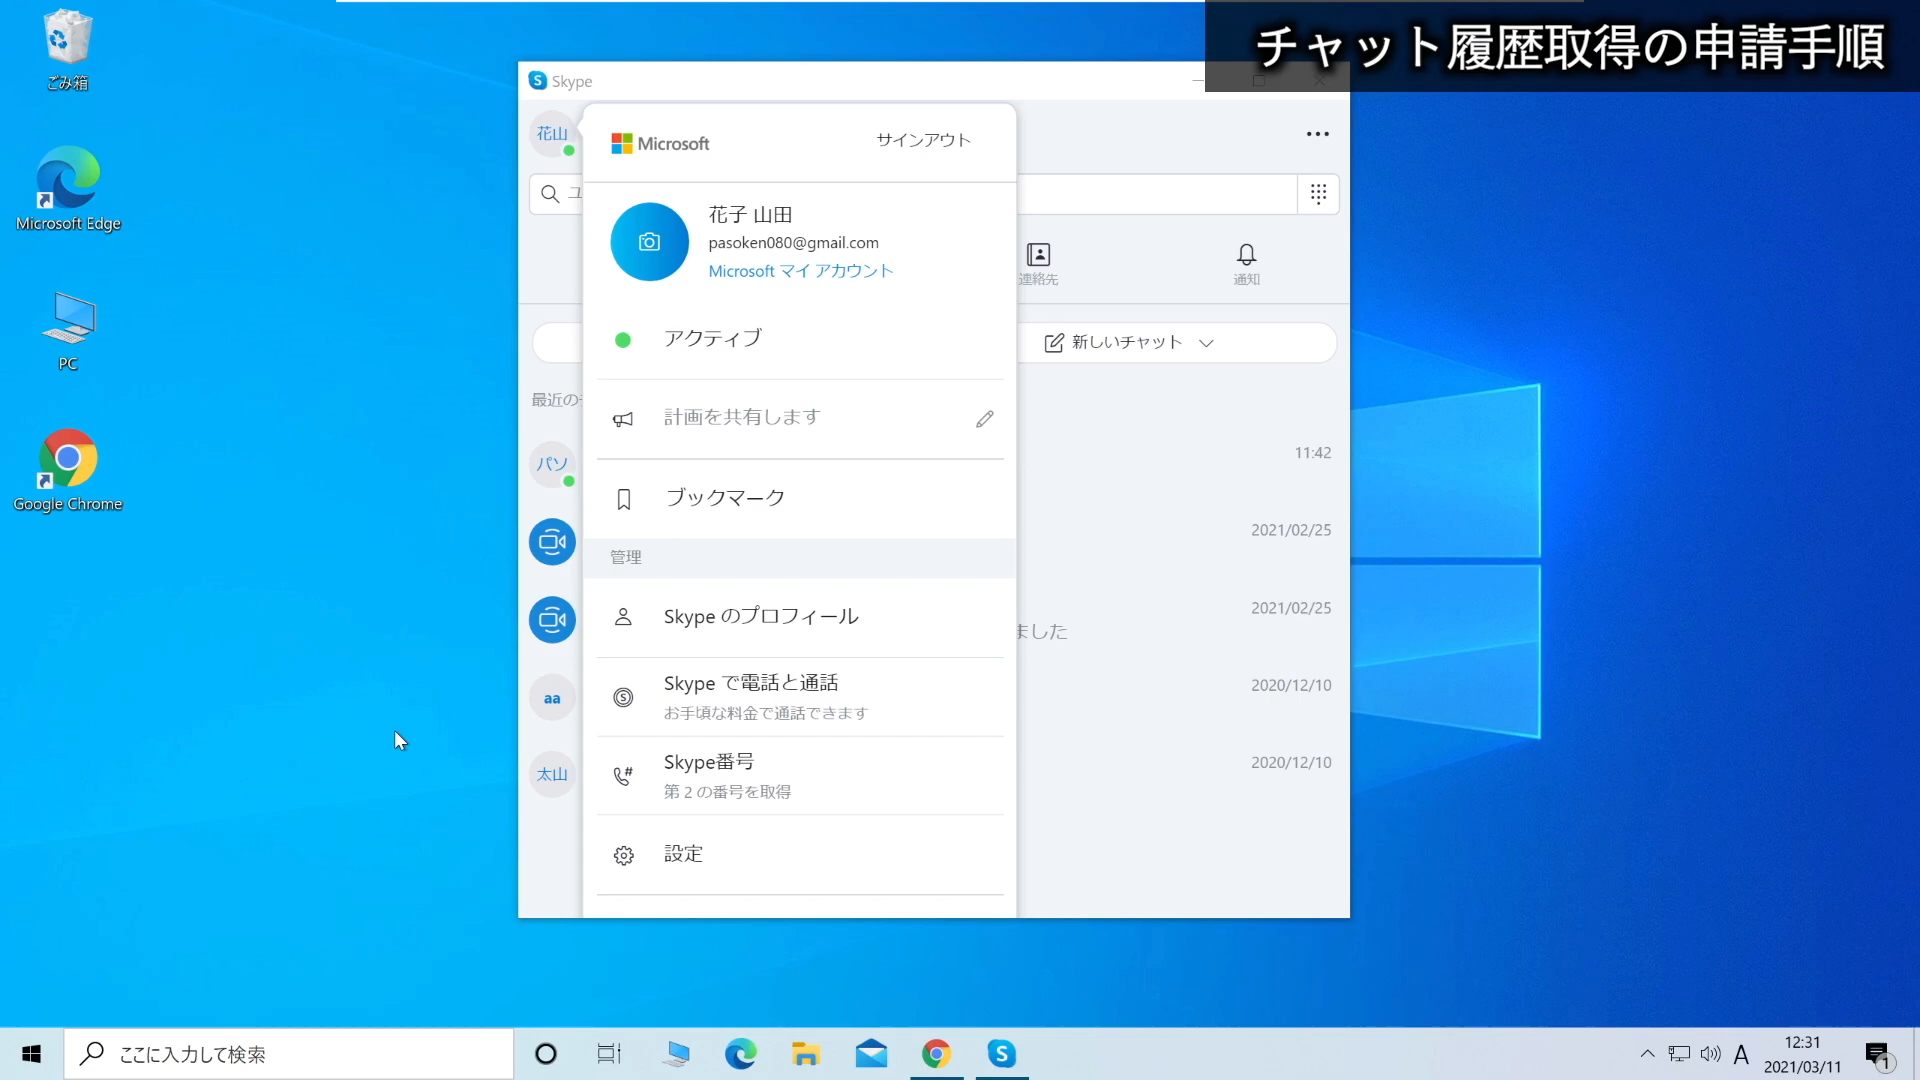 チャット履歴取得の申請手順
ごみ箱
Microsoft Edge
PC
Google Chrome
Skype
花山
Microsoft
サインアウト
ユ
花子 山田
pasoken080@gmail.com
Microsoft マイ アカウント
連絡先
通知
アクティブ
新しいチャット
最近の
計画を共有します
パソ
11:42
ブックマーク
2021/02/25
管理
Skype のプロフィール
2021/02/25
ました
Skype で電話と通話
お手頃な料金で通話できます
aa
2020/12/10
Skype番号
第 2 の番号を取得
太山
2020/12/10
設定
ここに入力して検索
A
12:31
2021/03/11
1